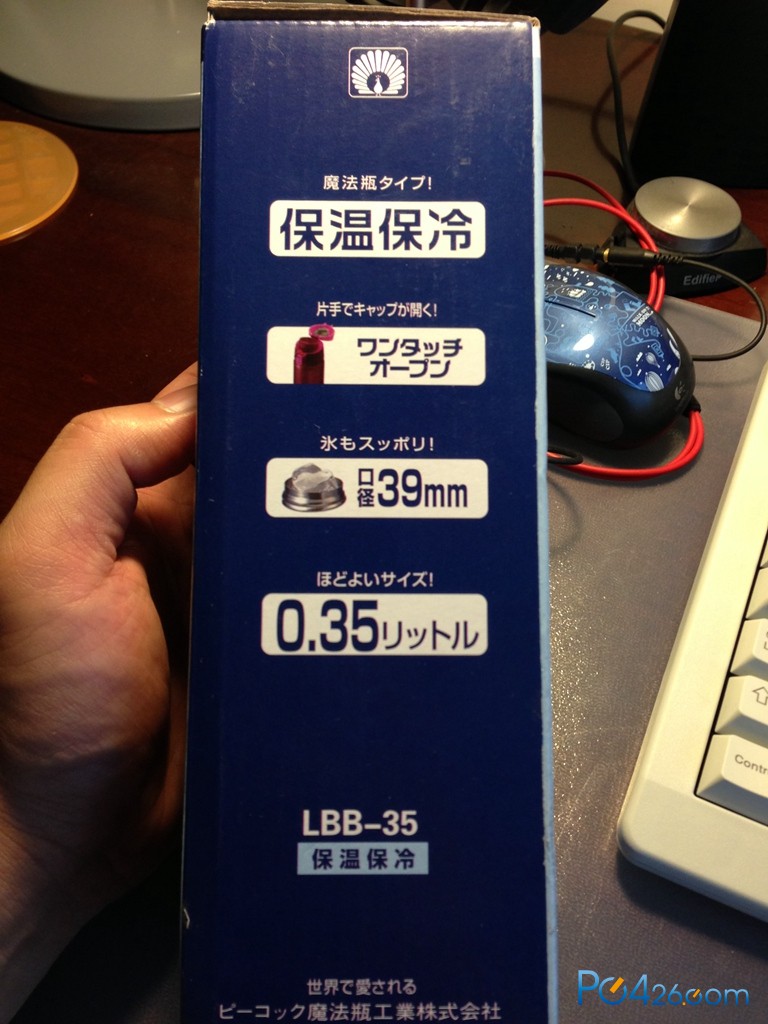 魔法瓶タイプ!
保温保冷
片手でキャップが開く!
ワンタッチ
オープン
氷もスッポリ!
口径39mm
ほどよいサイズ!
0.35リットル
LBB-35
保温保冷
世界で愛される
ピーコック魔法瓶工業株式会社
Edifier
Contr
PC426.com